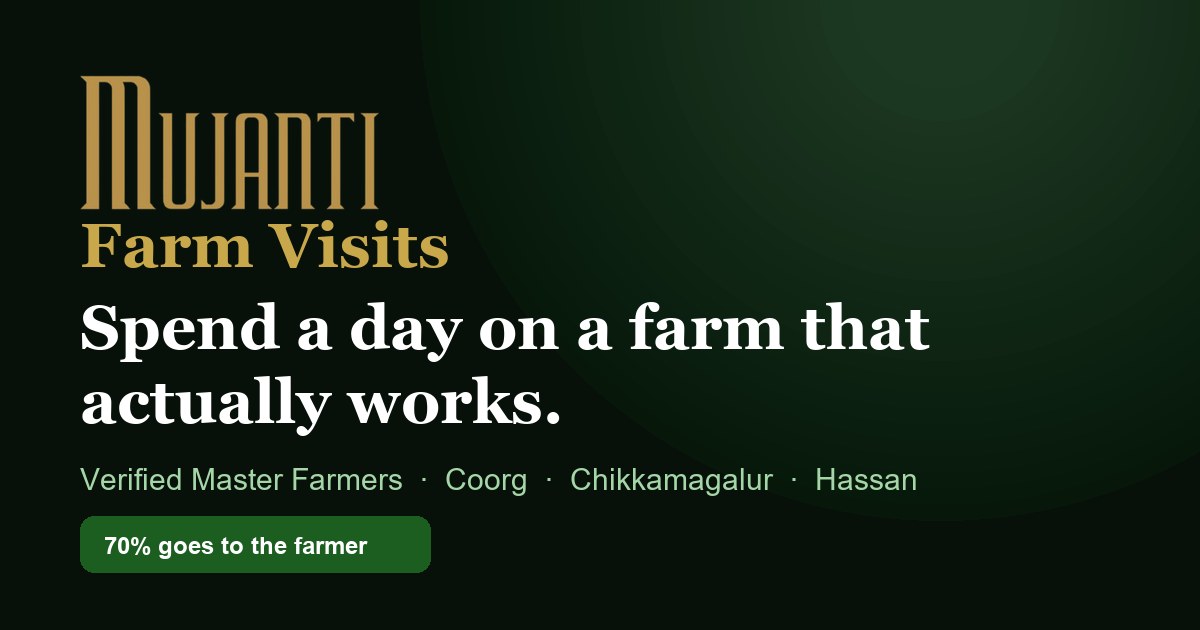 MUJANTI
Farm Visits
Spend a day on a farm that
actually works.
Verified Master Farmers · Coorg · Chikkamagalur · Hassan
70% goes to the farmer